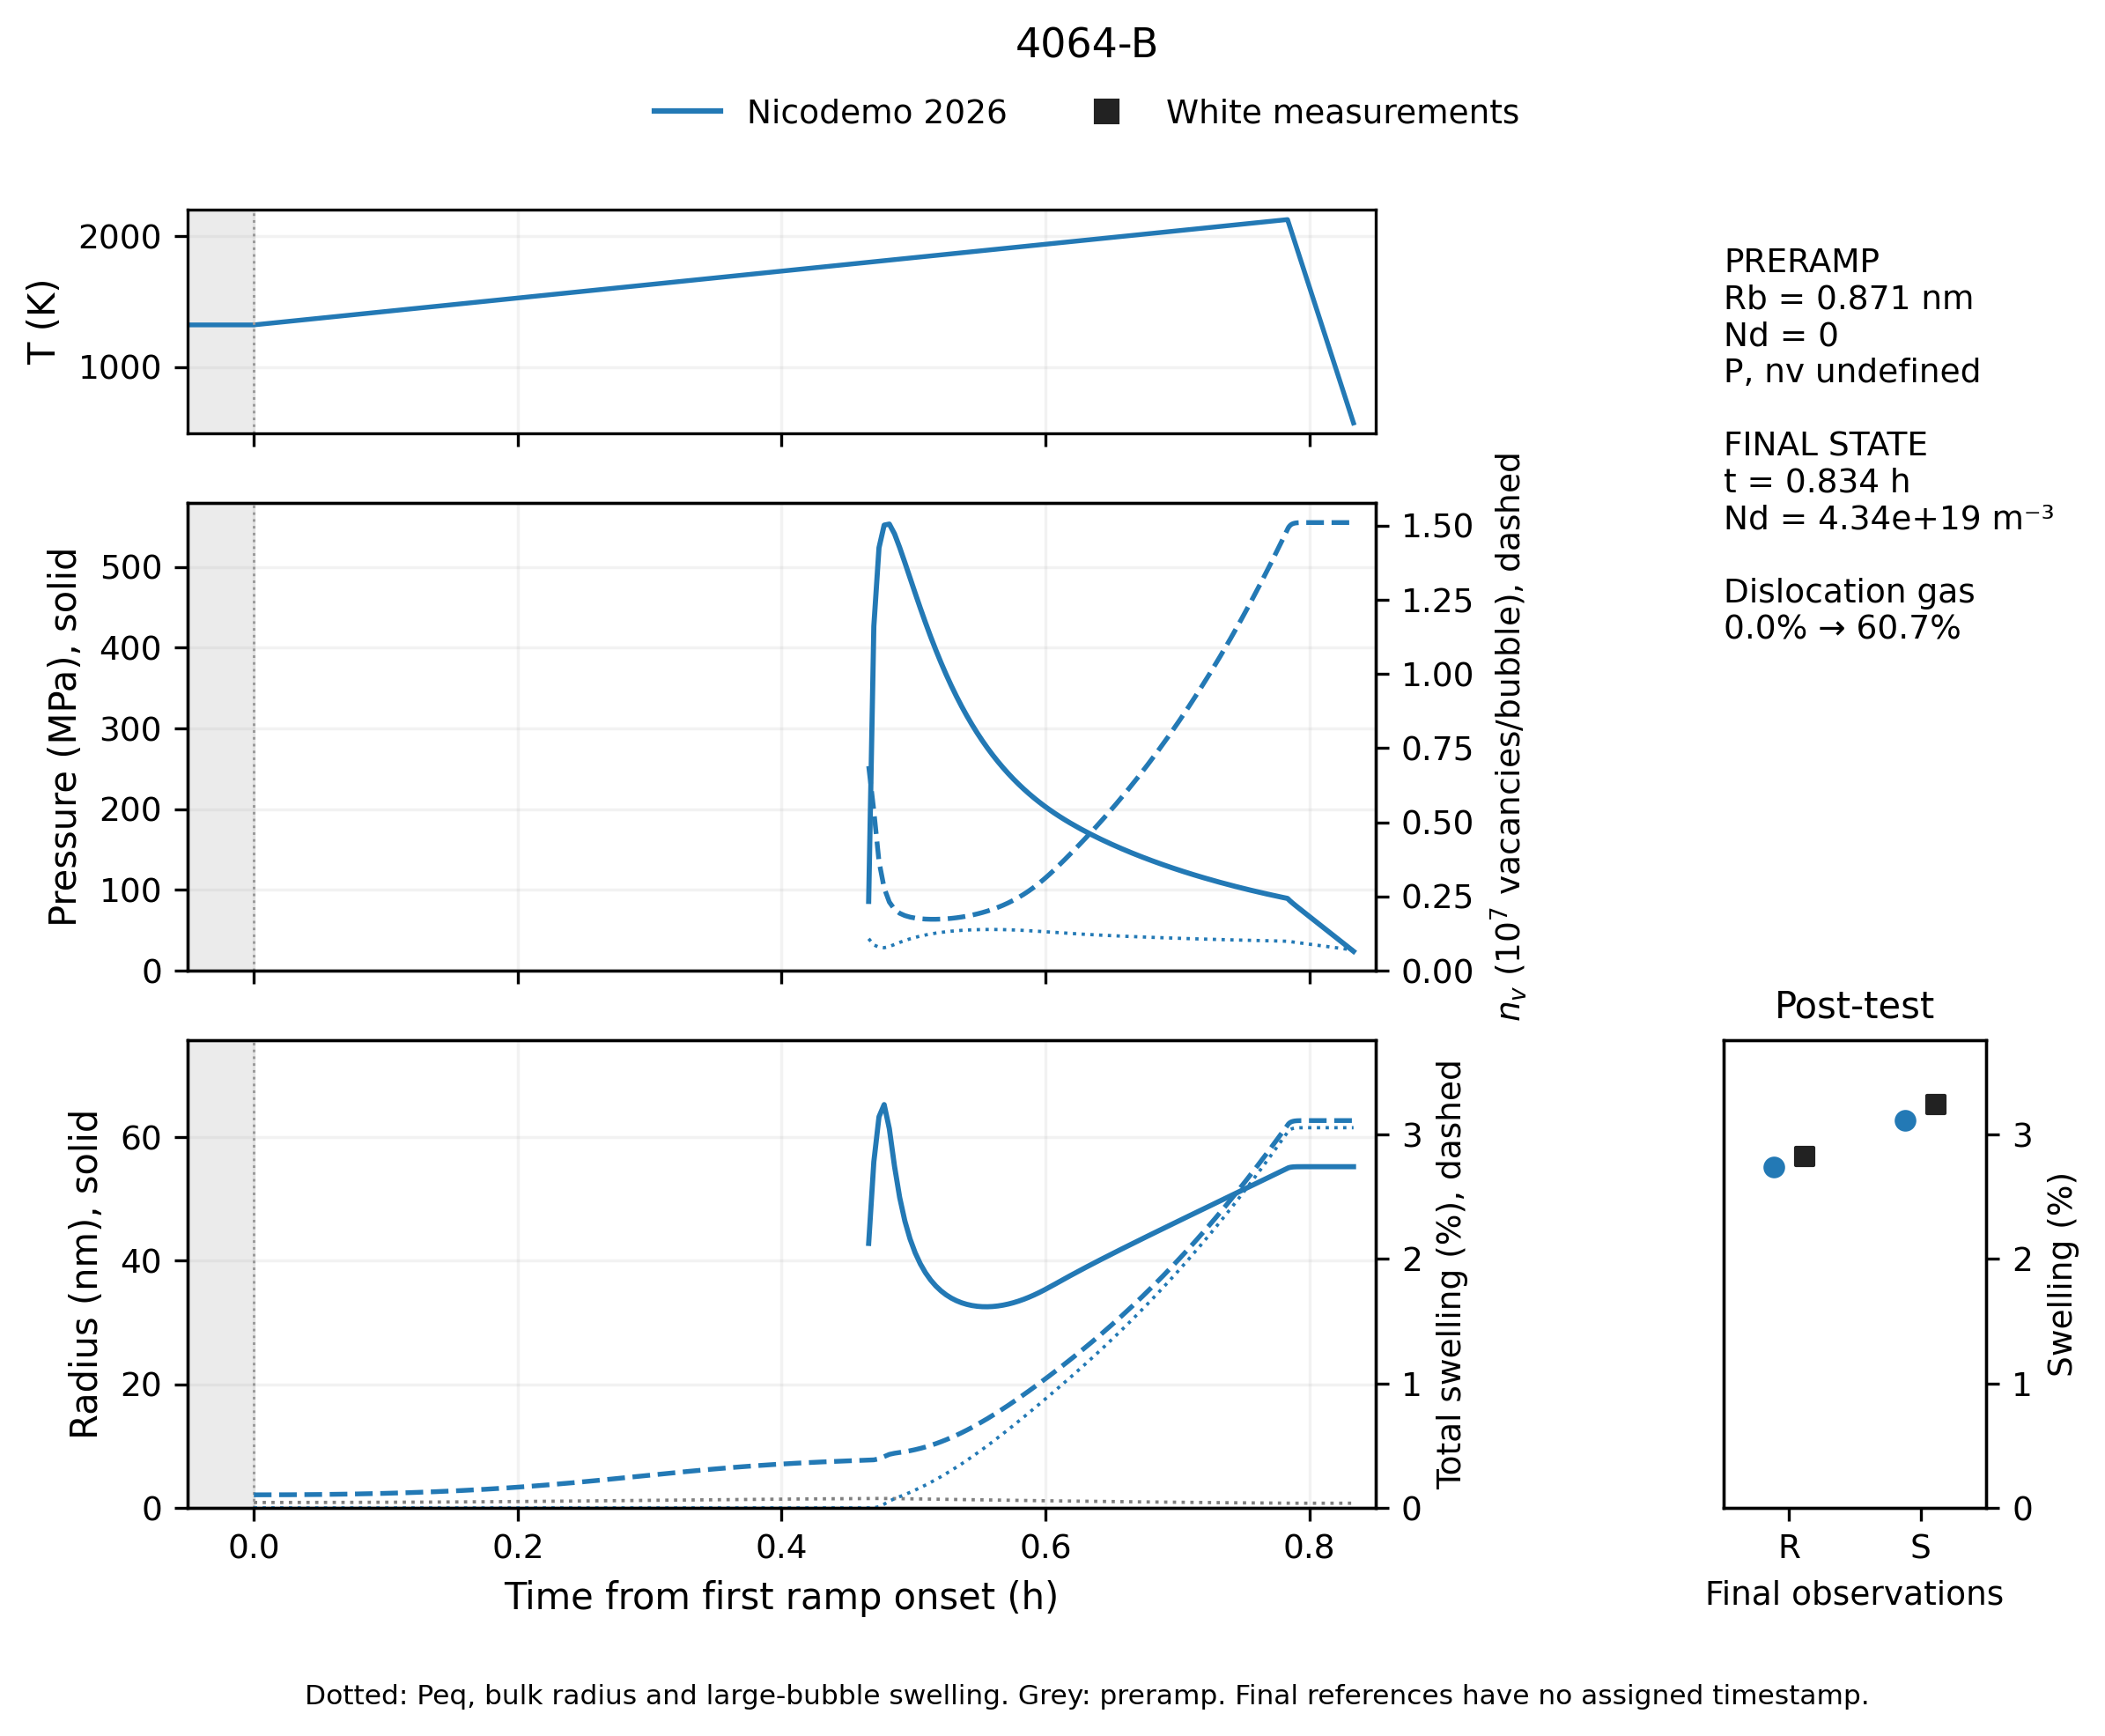 4064-B
Nicodemo 2026
White measurements
T (K)
2000
1000
PRERAMP
Rb = 0.871 nm
Nd = 0
P, nv undefined
FINAL STATE
t = 0.834 h
Nd = 4.34e+19 m⁻³
Dislocation gas
0.0% → 60.7%
Pressure (MPa), solid
500
400
300
200
100
0
1.50
1.25
1.00
0.75
0.50
0.25
0.00
n_v (10^7 vacancies/bubble), dashed
Radius (nm), solid
60
40
20
0
3
2
1
0
Total swelling (%), dashed
0.0
0.2
0.4
0.6
0.8
Time from first ramp onset (h)
Post-test
3
2
1
0
Swelling (%)
R
S
Final observations
Dotted: Peq, bulk radius and large-bubble swelling. Grey: preramp. Final references have no assigned timestamp.